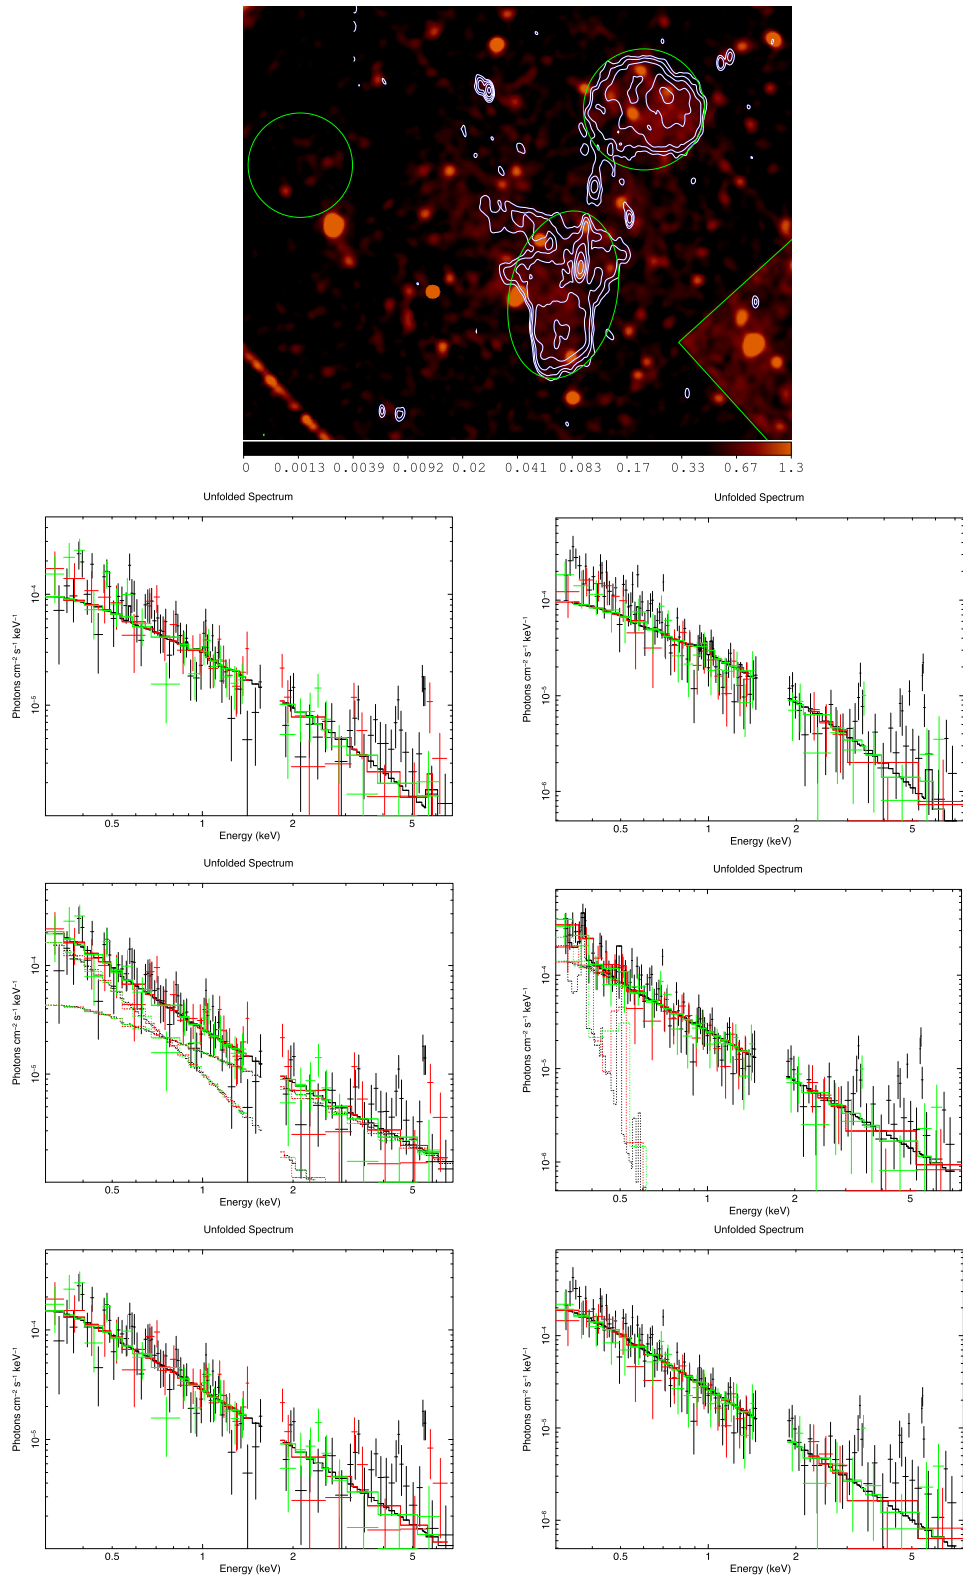 0 0.0013 0.0039 0.0092 0.02 0.041 0.083 0.17 0.33 0.67 1.3
Unfolded Spectrum
Photons cm⁻² s⁻¹ keV⁻¹
10⁻⁴
10⁻⁵
0.5 1 2 5
Energy (keV)
Unfolded Spectrum
Photons cm⁻² s⁻¹ keV⁻¹
10⁻⁴
10⁻⁵
10⁻⁶
0.5 1 2 5
Energy (keV)
Unfolded Spectrum
Photons cm⁻² s⁻¹ keV⁻¹
10⁻⁴
10⁻⁵
0.5 1 2 5
Energy (keV)
Unfolded Spectrum
Photons cm⁻² s⁻¹ keV⁻¹
10⁻⁴
10⁻⁵
10⁻⁶
0.5 1 2 5
Energy (keV)
Unfolded Spectrum
Photons cm⁻² s⁻¹ keV⁻¹
10⁻⁴
10⁻⁵
0.5 1 2 5
Energy (keV)
Unfolded Spectrum
Photons cm⁻² s⁻¹ keV⁻¹
10⁻⁴
10⁻⁵
10⁻⁶
0.5 1 2 5
Energy (keV)